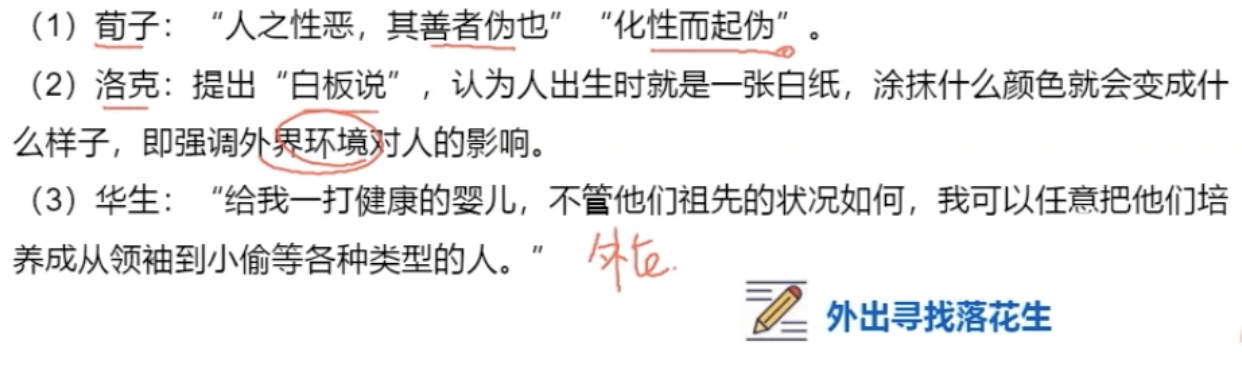 （1）荀子：“人之性恶，其善者伪也”“化性而起伪”。
（2）洛克：提出“白板说”，认为人出生时就是一张白纸，涂抹什么颜色就会变成什
么样子，即强调外界环境对人的影响。
（3）华生：“给我一打健康的婴儿，不管他们祖先的状况如何，我可以任意把他们培
养成从领袖到小偷等各种类型的人。”
外出寻找落花生